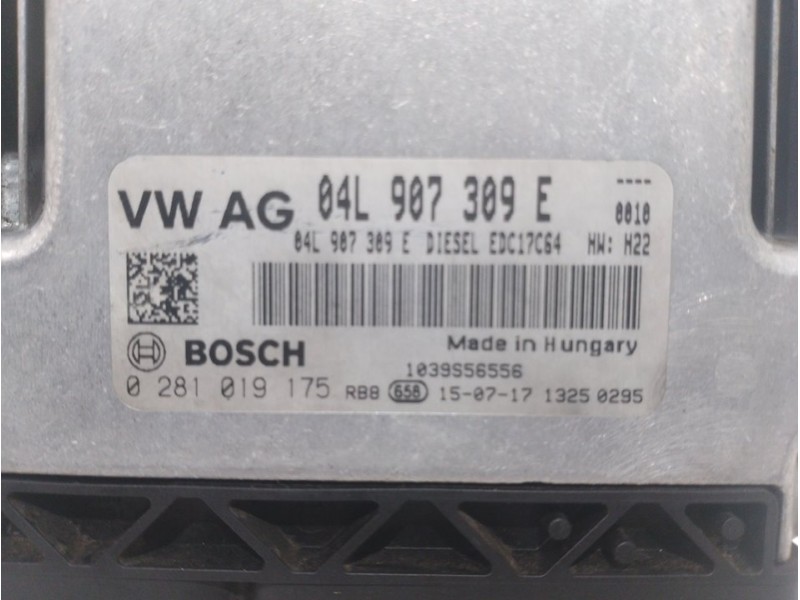 VW AG 04L 907 309 E ----
0010
04L 907 309 E DIESEL EDC17C64 HW: H22
BOSCH Made in Hungary
1039S56556
0 281 019 175 RB8 658 15-07-17 1325 0295